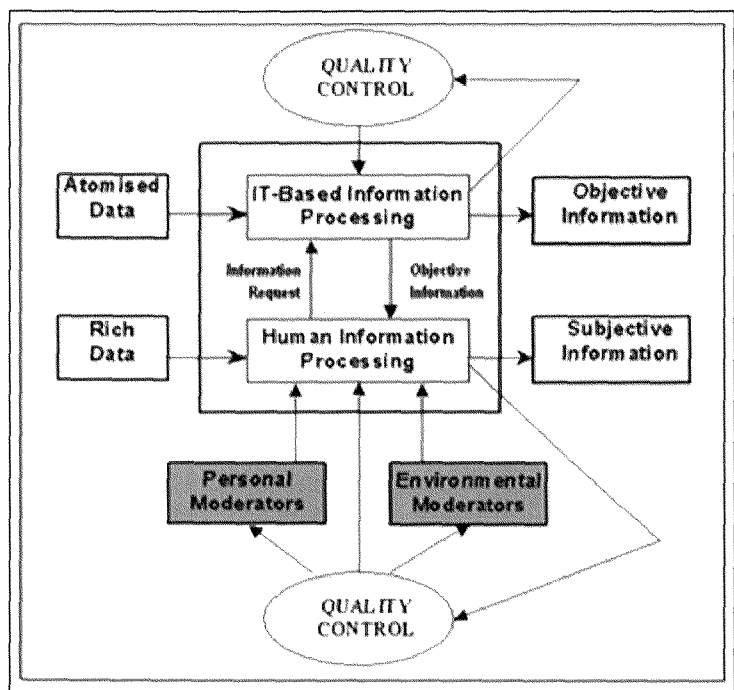 QUALITY
CONTROL
Atomised
Data
IT-Based Information
Processing
Objective
Information
Information
Request
Objective
Information
Rich
Data
Human Information
Processing
Subjective
Information
Personal
Moderators
Environmental
Moderators
QUALITY
CONTROL